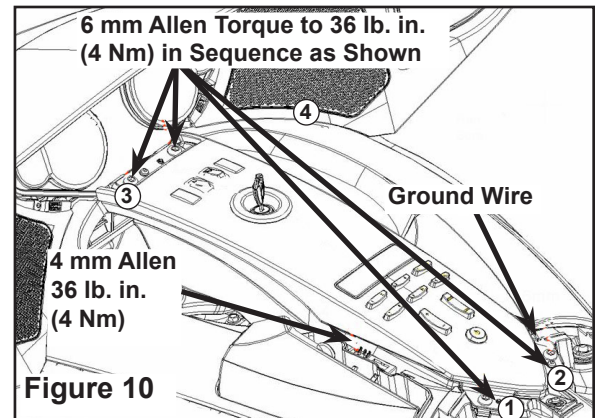 6 mm Allen Torque to 36 lb. in.
(4 Nm) in Sequence as Shown
4
3
Ground Wire
4 mm Allen
36 lb. in.
(4 Nm)
Figure 10
2
1